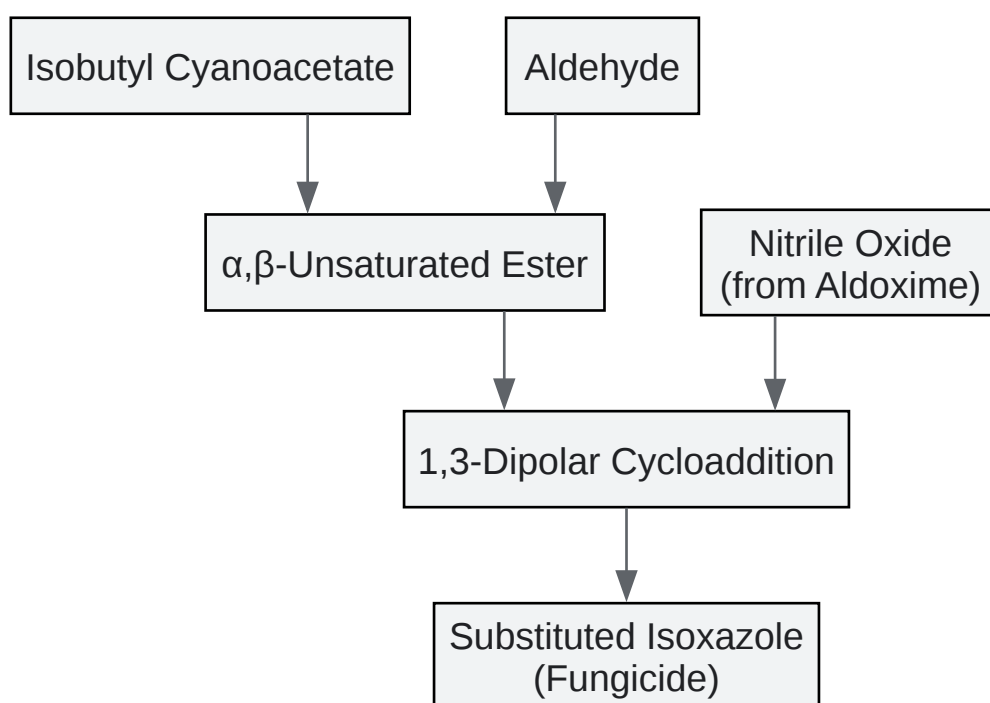 Isobutyl Cyanoacetate
Aldehyde
α,β-Unsaturated Ester
Nitrile Oxide
(from Aldoxime)
1,3-Dipolar Cycloaddition
Substituted Isoxazole
(Fungicide)